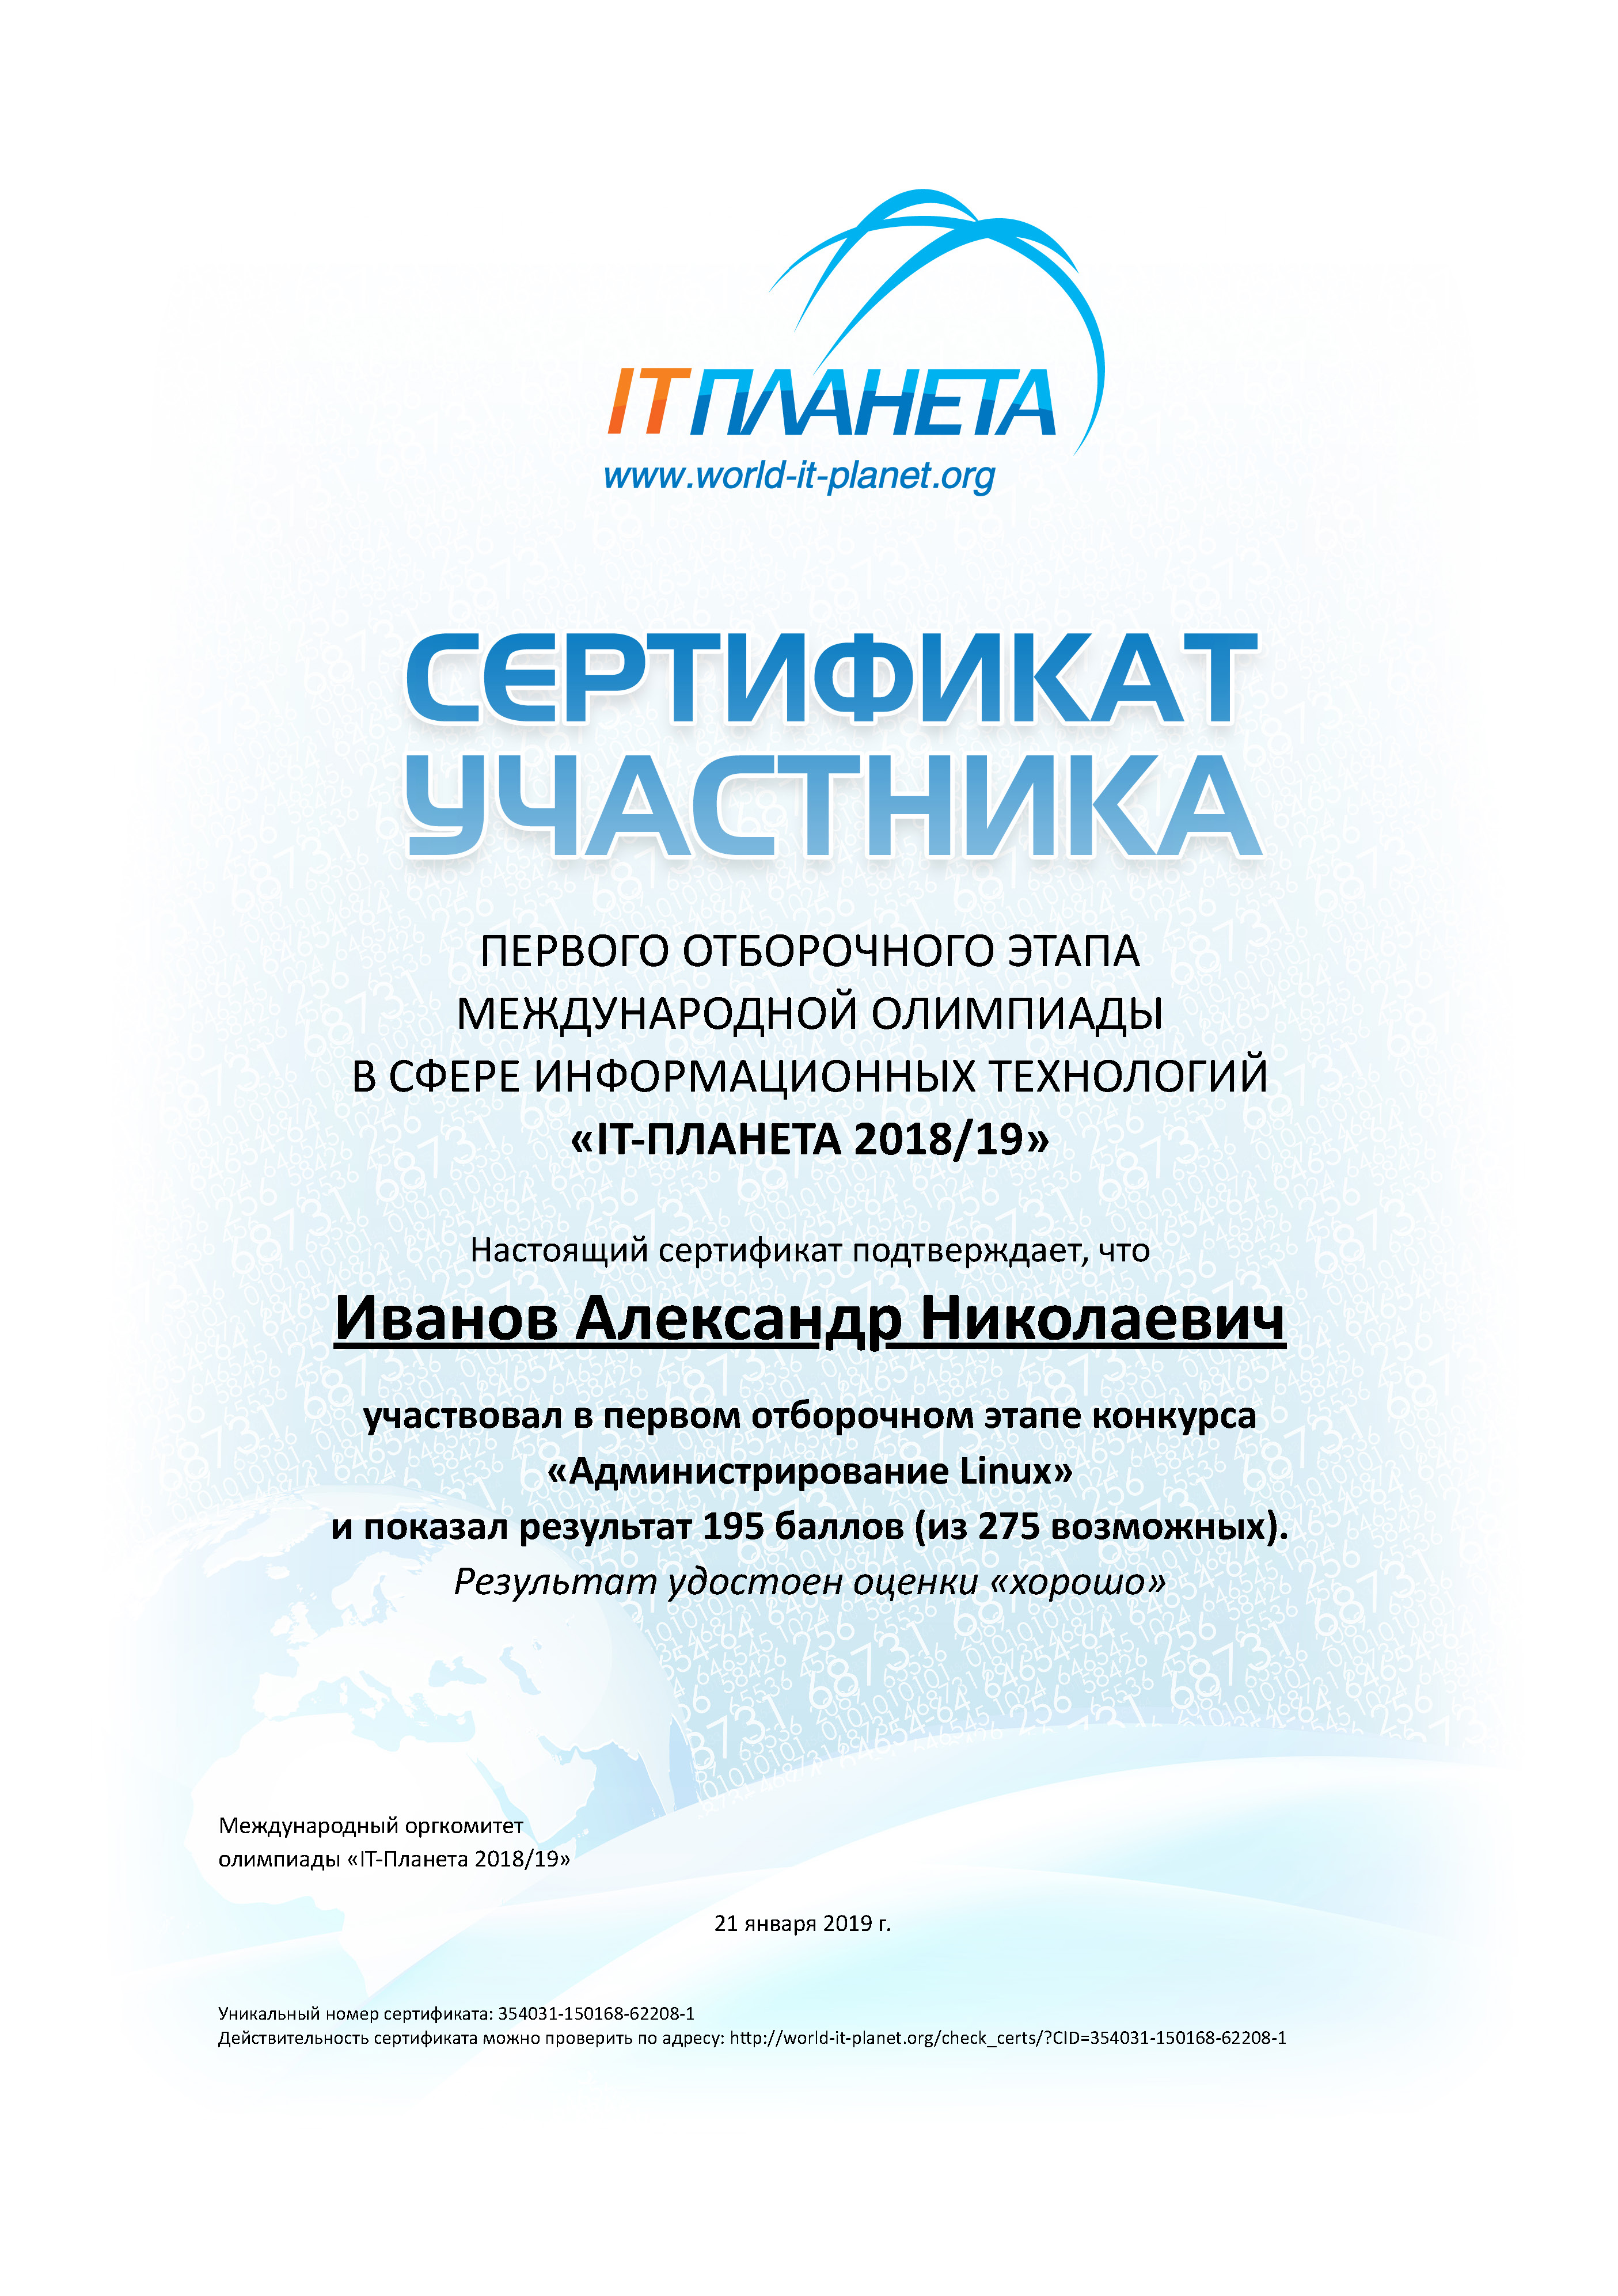 IT ПЛАНЕТА
www.world-it-planet.org
СЕРТИФИКАТ
УЧАСТНИКА
ПЕРВОГО ОТБОРОЧНОГО ЭТАПА
МЕЖДУНАРОДНОЙ ОЛИМПИАДЫ
В СФЕРЕ ИНФОРМАЦИОННЫХ ТЕХНОЛОГИЙ
«IT-ПЛАНЕТА 2018/19»
Настоящий сертификат подтверждает, что
Иванов Александр Николаевич
участвовал в первом отборочном этапе конкурса
«Администрирование Linux»
и показал результат 195 баллов (из 275 возможных).
Результат удостоен оценки «хорошо»
Международный оргкомитет
олимпиады «IT-Планета 2018/19»
21 января 2019 г.
Уникальный номер сертификата: 354031-150168-62208-1
Действительность сертификата можно проверить по адресу: http://world-it-planet.org/check_certs/?CID=354031-150168-62208-1